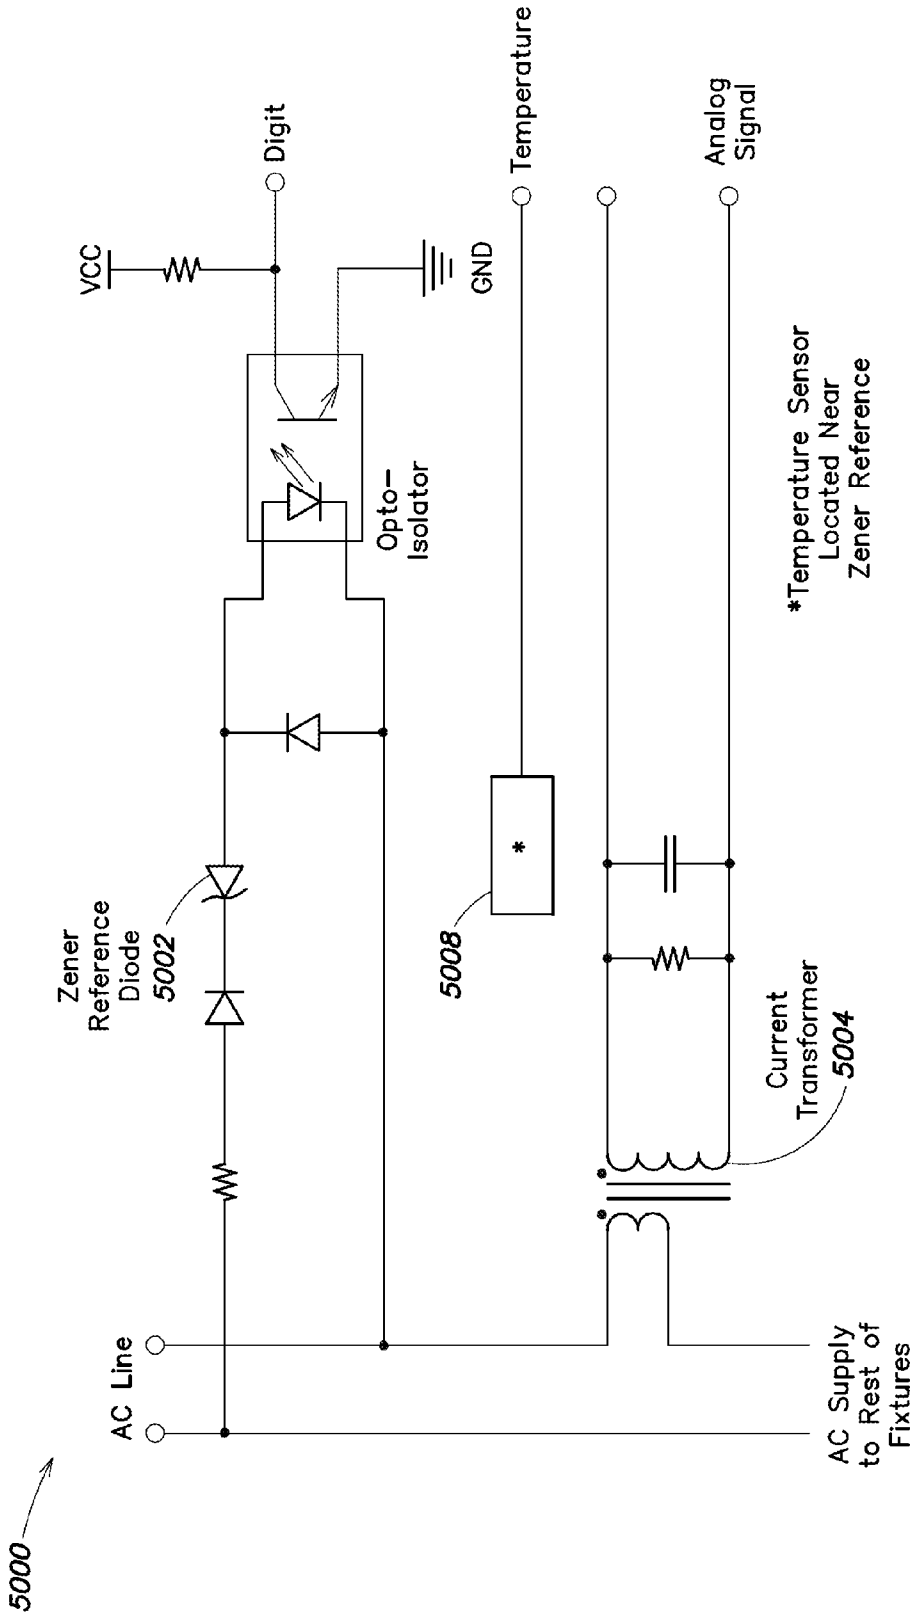 5000
AC Line
Zener
Reference
Diode
5002
VCC
Digit
GND
Opto-
Isolator
Temperature
5008
*
Analog
Signal
*Temperature Sensor
Located Near
Zener Reference
Current
Transformer
5004
AC Supply
to Rest of
Fixtures